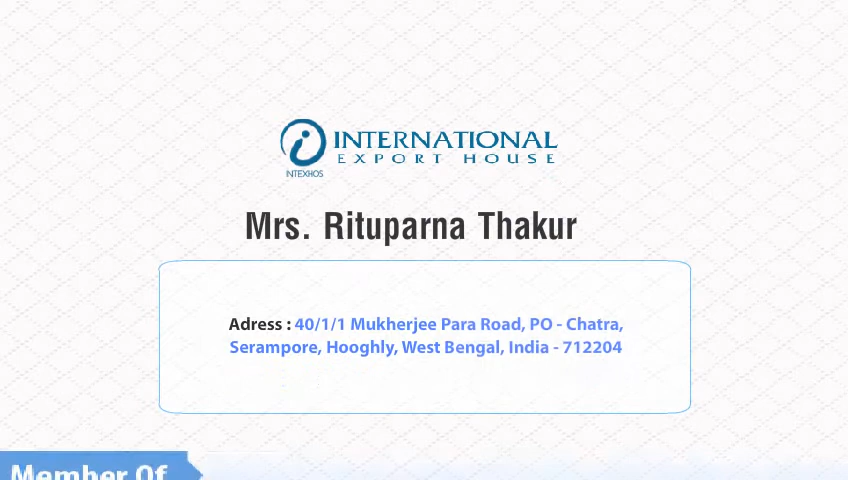 INTERNATIONAL
EXPORT HOUSE
INTEXHOS
Mrs. Rituparna Thakur
Adress : 40/1/1 Mukherjee Para Road, PO - Chatra,
Serampore, Hooghly, West Bengal, India - 712204
Member Of